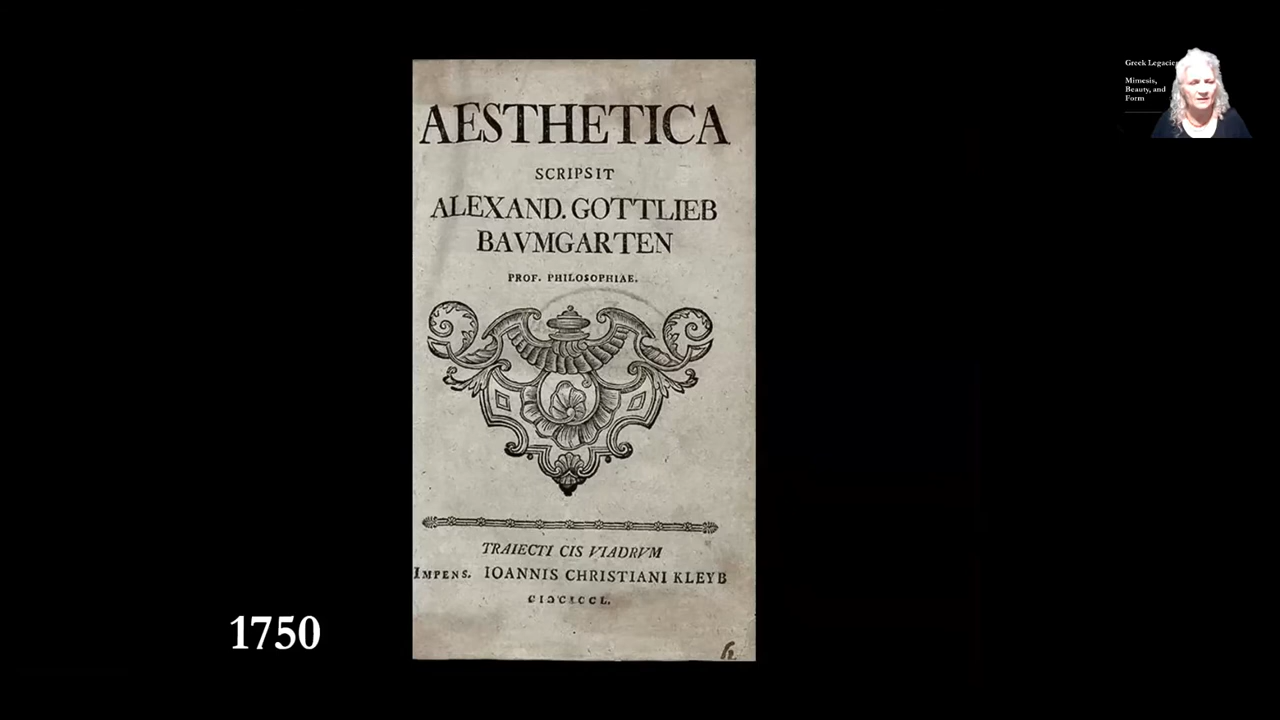 AESTHETICA
SCRIPSIT
ALEXAND. GOTTLIEB
BAVMGARTEN
PROF. PHILOSOPHIAE.
TRAIECTI CIS VIADRVM
IMPENS. IOANNIS CHRISTIANI KLEYB
CIƆIƆCCL.
1750
Greek Legacies
Mimesis,
Beauty, and
Form